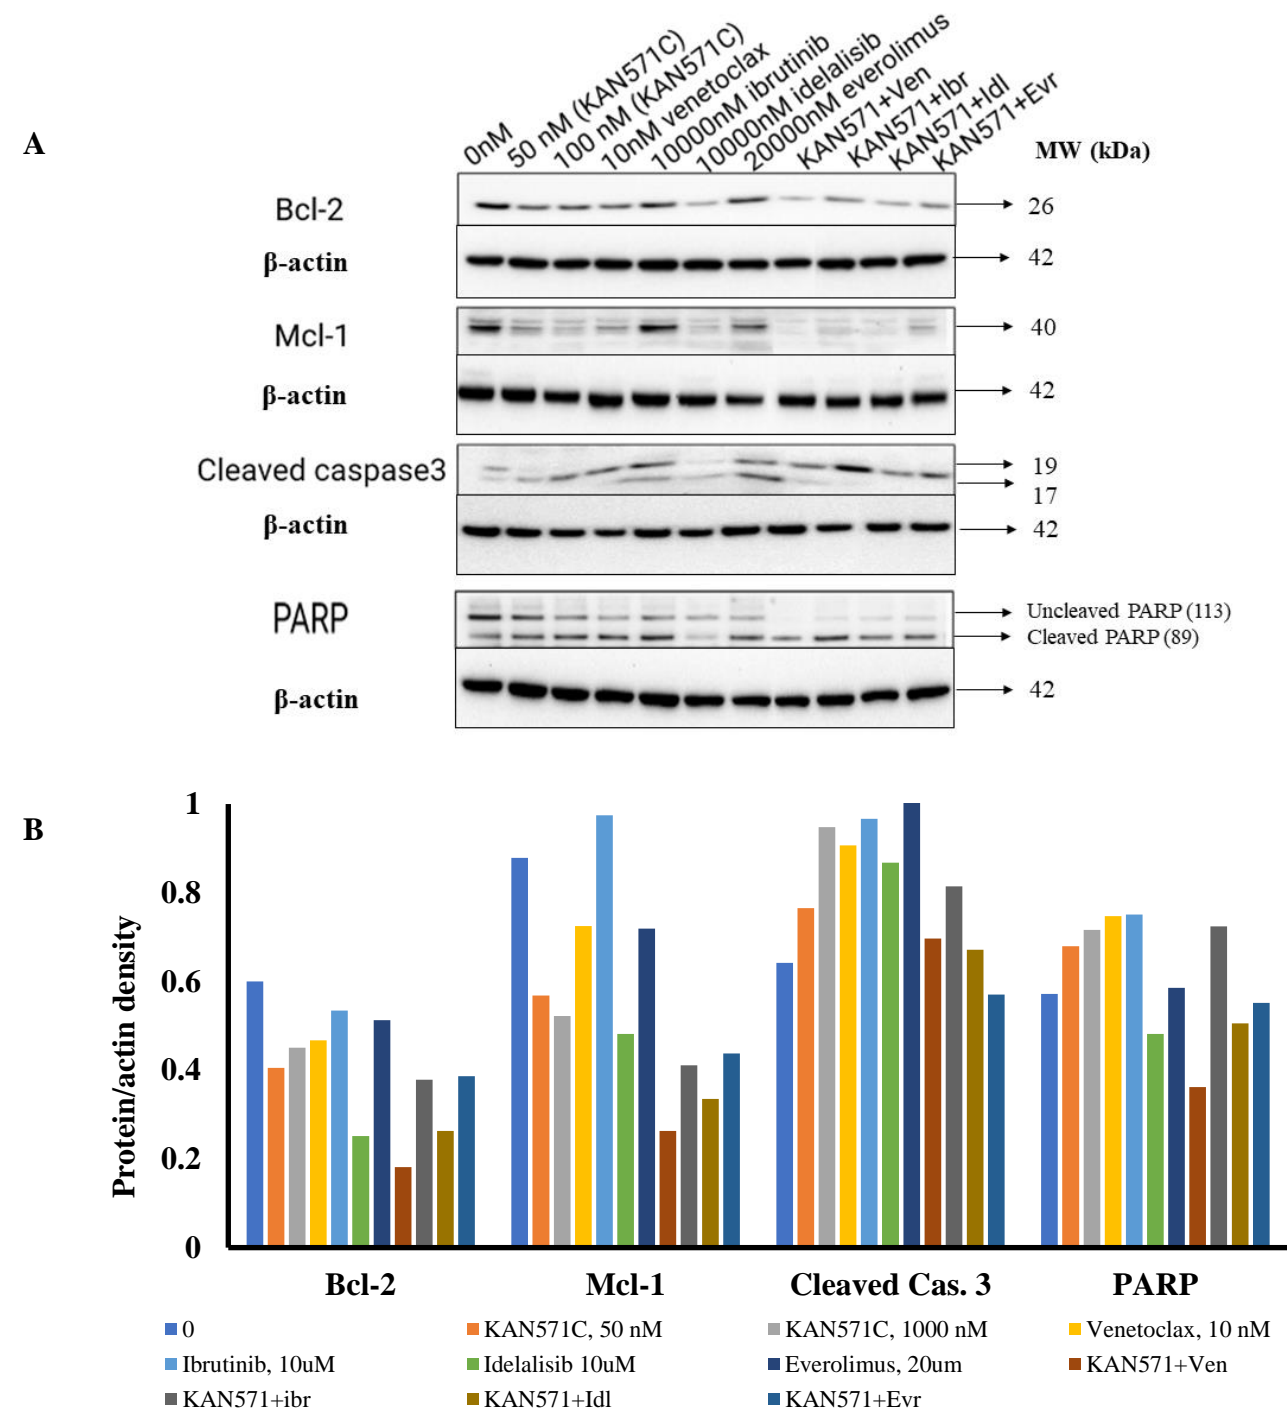 A
0nM
50 nM (KAN571C)
100 nM (KAN571C)
10nM venetoclax
10000nM ibrutinib
10000nM idelalisib
20000nM everolimus
KAN571+Ven
KAN571+Ibr
KAN571+Idl
KAN571+Evr
MW (kDa)
Bcl-2
26
β-actin
42
Mcl-1
40
β-actin
42
Cleaved caspase3
19
17
β-actin
42
PARP
Uncleaved PARP (113)
Cleaved PARP (89)
β-actin
42
B
Protein/actin density
1
0.8
0.6
0.4
0.2
0
Bcl-2 Mcl-1 Cleaved Cas. 3 PARP
0 KAN571C, 50 nM KAN571C, 1000 nM Venetoclax, 10 nM
Ibrutinib, 10uM Idelalisib 10uM Everolimus, 20um KAN571+Ven
KAN571+ibr KAN571+Idl KAN571+Evr